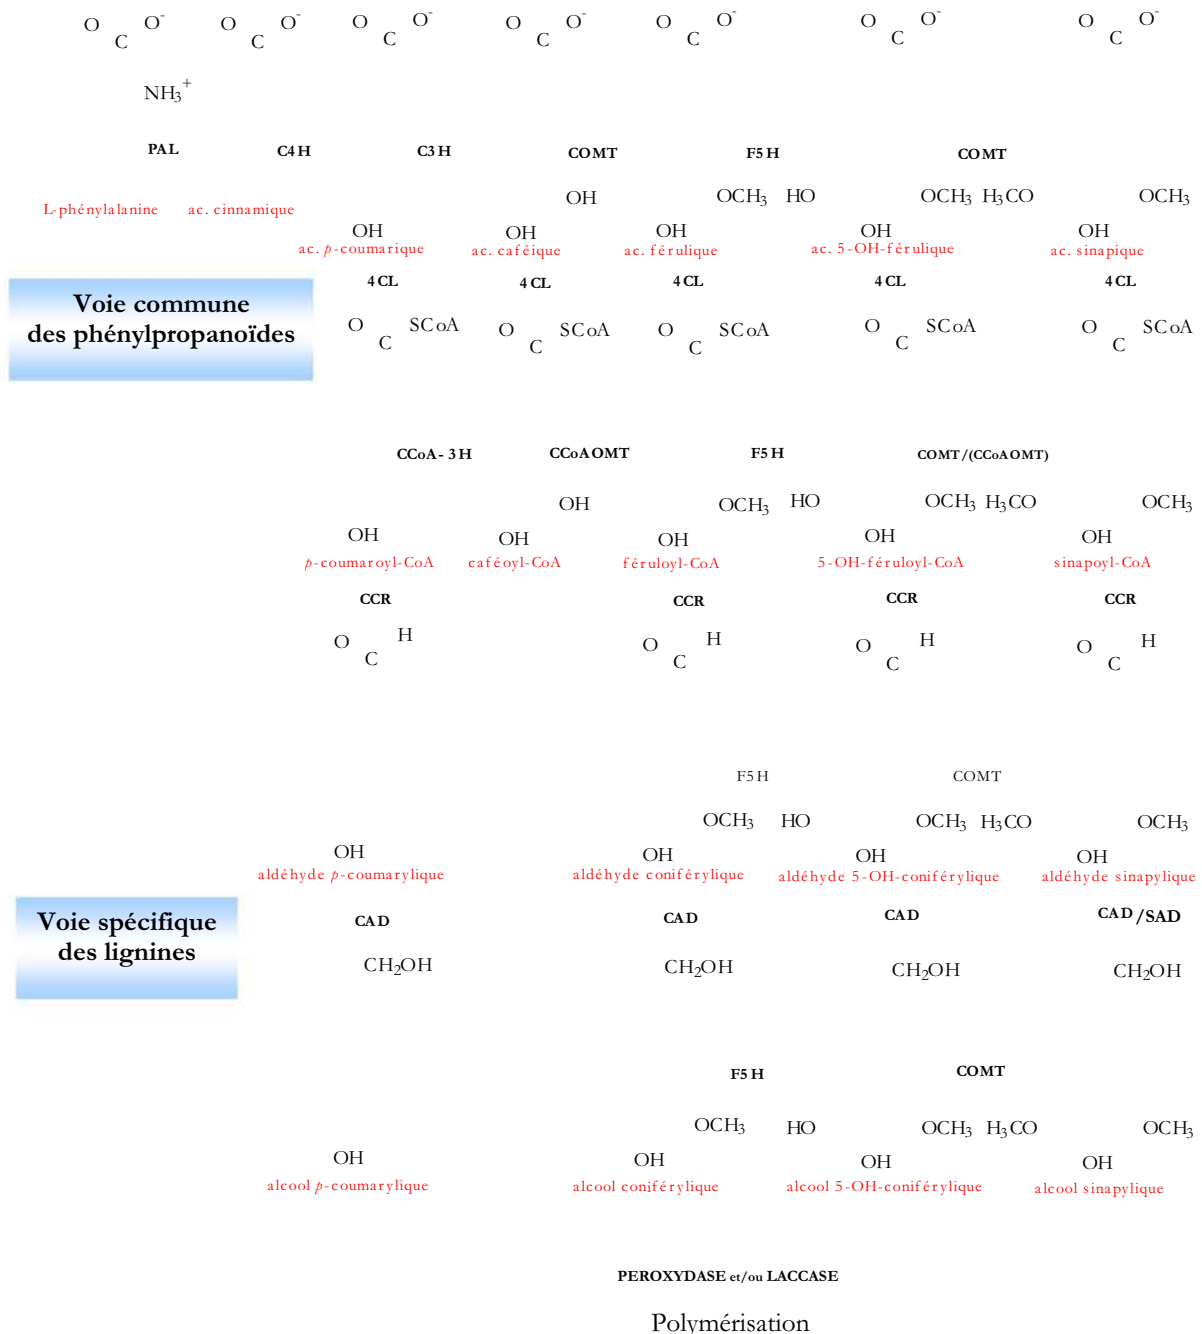 O O⁻ O O⁻ O O⁻ O O⁻ O O⁻ O O⁻ O O⁻
C C C C C C C
NH₃⁺
PAL C4H C3H COMT F5H COMT
OH OCH₃ HO OCH₃ H₃CO OCH₃
L-phénylalanine ac. cinnamique
OH OH OH OH OH
ac. p-coumarique ac. caféique ac. férulique ac. 5-OH-férulique ac. sinapique
4CL 4CL 4CL 4CL 4CL
Voie commune
des phénylpropanoïdes
O SCoA O SCoA O SCoA O SCoA O SCoA
C C C C C
CCoA-3H CCoAOMT F5H COMT/(CCoAOMT)
OH OCH₃ HO OCH₃ H₃CO OCH₃
OH OH OH OH OH
p-coumaroyl-CoA caféoyl-CoA féruloyl-CoA 5-OH-féruloyl-CoA sinapoyl-CoA
CCR CCR CCR CCR
O H O H O H O H
C C C C
F5H COMT
OCH₃ HO OCH₃ H₃CO OCH₃
OH OH OH OH
aldéhyde p-coumarylique aldéhyde coniférylique aldéhyde 5-OH-coniférylique aldéhyde sinapylique
Voie spécifique
des lignines
CAD CAD CAD CAD/SAD
CH₂OH CH₂OH CH₂OH CH₂OH
F5H COMT
OCH₃ HO OCH₃ H₃CO OCH₃
OH OH OH OH
alcool p-coumarylique alcool coniférylique alcool 5-OH-coniférylique alcool sinapylique
PEROXYDASE et/ou LACCASE
Polymérisation